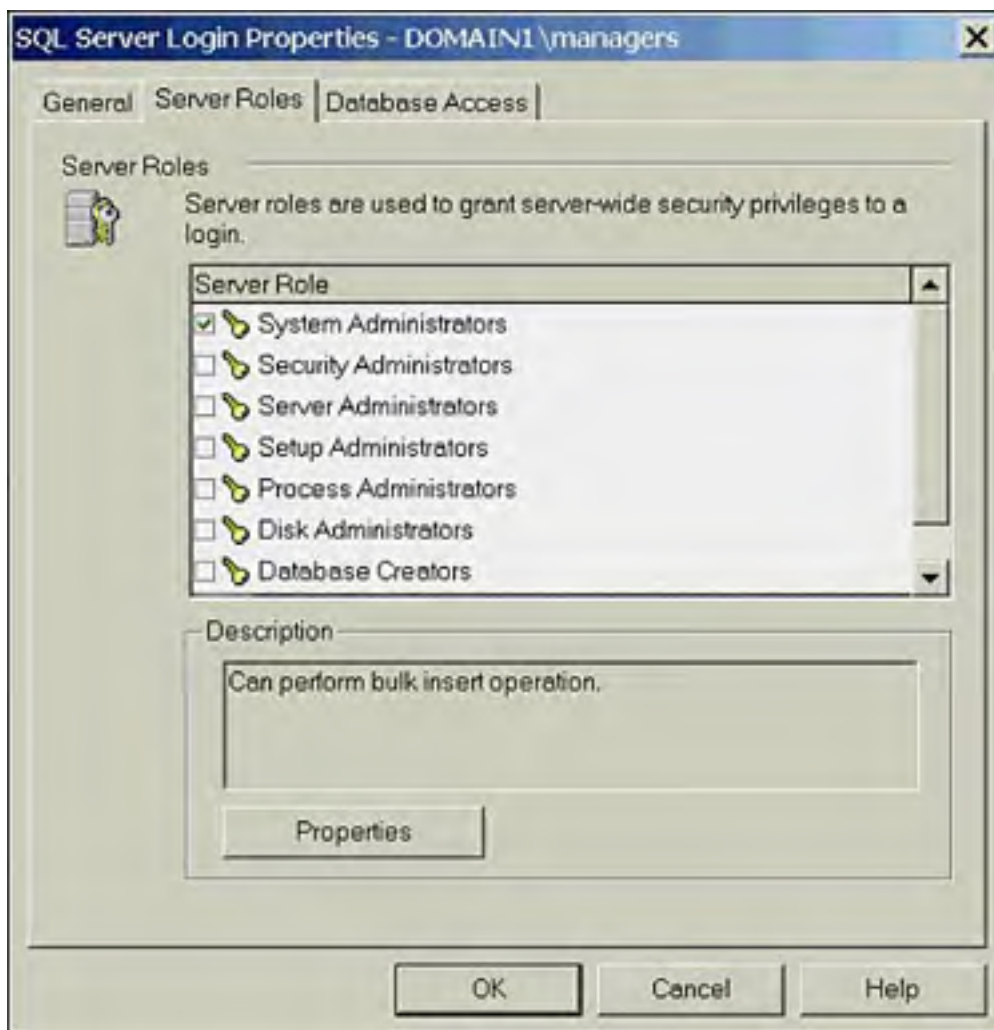 SQL Server Login Properties - DOMAIN1\managers
General
Server Roles
Database Access
Server Roles
Server roles are used to grant server-wide security privileges to a
login.
Server Role
System Administrators
Security Administrators
Server Administrators
Setup Administrators
Process Administrators
Disk Administrators
Database Creators
Description
Can perform bulk insert operation.
Properties
OK
Cancel
Help